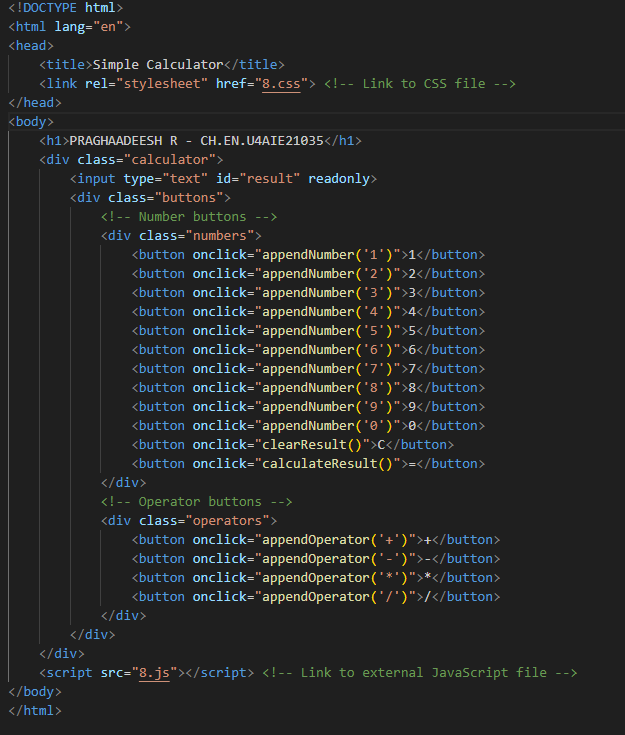 <!DOCTYPE html>
<html lang="en">
<head>
    <title>Simple Calculator</title>
    <link rel="stylesheet" href="8.css"> <!-- Link to CSS file -->
</head>
<body>
    <h1>PRAGHAADEESH R - CH.EN.U4AIE21035</h1>
    <div class="calculator">
        <input type="text" id="result" readonly>
        <div class="buttons">
            <!-- Number buttons -->
            <div class="numbers">
                <button onclick="appendNumber('1')">1</button>
                <button onclick="appendNumber('2')">2</button>
                <button onclick="appendNumber('3')">3</button>
                <button onclick="appendNumber('4')">4</button>
                <button onclick="appendNumber('5')">5</button>
                <button onclick="appendNumber('6')">6</button>
                <button onclick="appendNumber('7')">7</button>
                <button onclick="appendNumber('8')">8</button>
                <button onclick="appendNumber('9')">9</button>
                <button onclick="appendNumber('0')">0</button>
                <button onclick="clearResult()">C</button>
                <button onclick="calculateResult()">=</button>
            </div>
            <!-- Operator buttons -->
            <div class="operators">
                <button onclick="appendOperator('+')">+</button>
                <button onclick="appendOperator('-')">-</button>
                <button onclick="appendOperator('*')">*</button>
                <button onclick="appendOperator('/')">/</button>
            </div>
        </div>
    </div>
    <script src="8.js"></script> <!-- Link to external JavaScript file -->
</body>
</html>